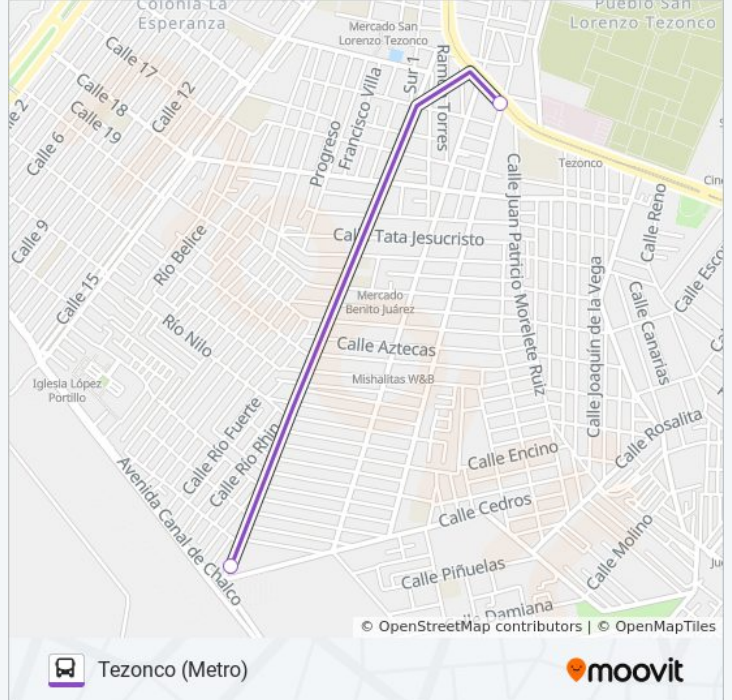 Colonia La
Esperanza
Pueblo San
Lorenzo Tezonco
Mercado San
Lorenzo Tezonco
Calle 17
Calle 12
Calle 18
Calle 19
Calle 6
Sur 1
Torres
Francisco Villa
Progreso
Tezonco
Calle Juan Patricio Morelete Ruiz
Calle Reno
Calle 9
Río Belice
Tata Jesucristo
Calle 15
Calle Joaquín de la Vega
Calle Canarias
Mercado
Benito Juárez
Río Nilo
Calle Aztecas
Mishalitas W&B
Iglesia López
Portillo
Calle Río Fuerte
Calle Río Rhin
Calle Rosalita
Calle Encino
Avenida Canal de Chalco
Calle Cedros
Calle Molino
Calle Piñuelas
Damiana
© OpenStreetMap contributors | © OpenMapTiles
Tezonco (Metro)
moovit